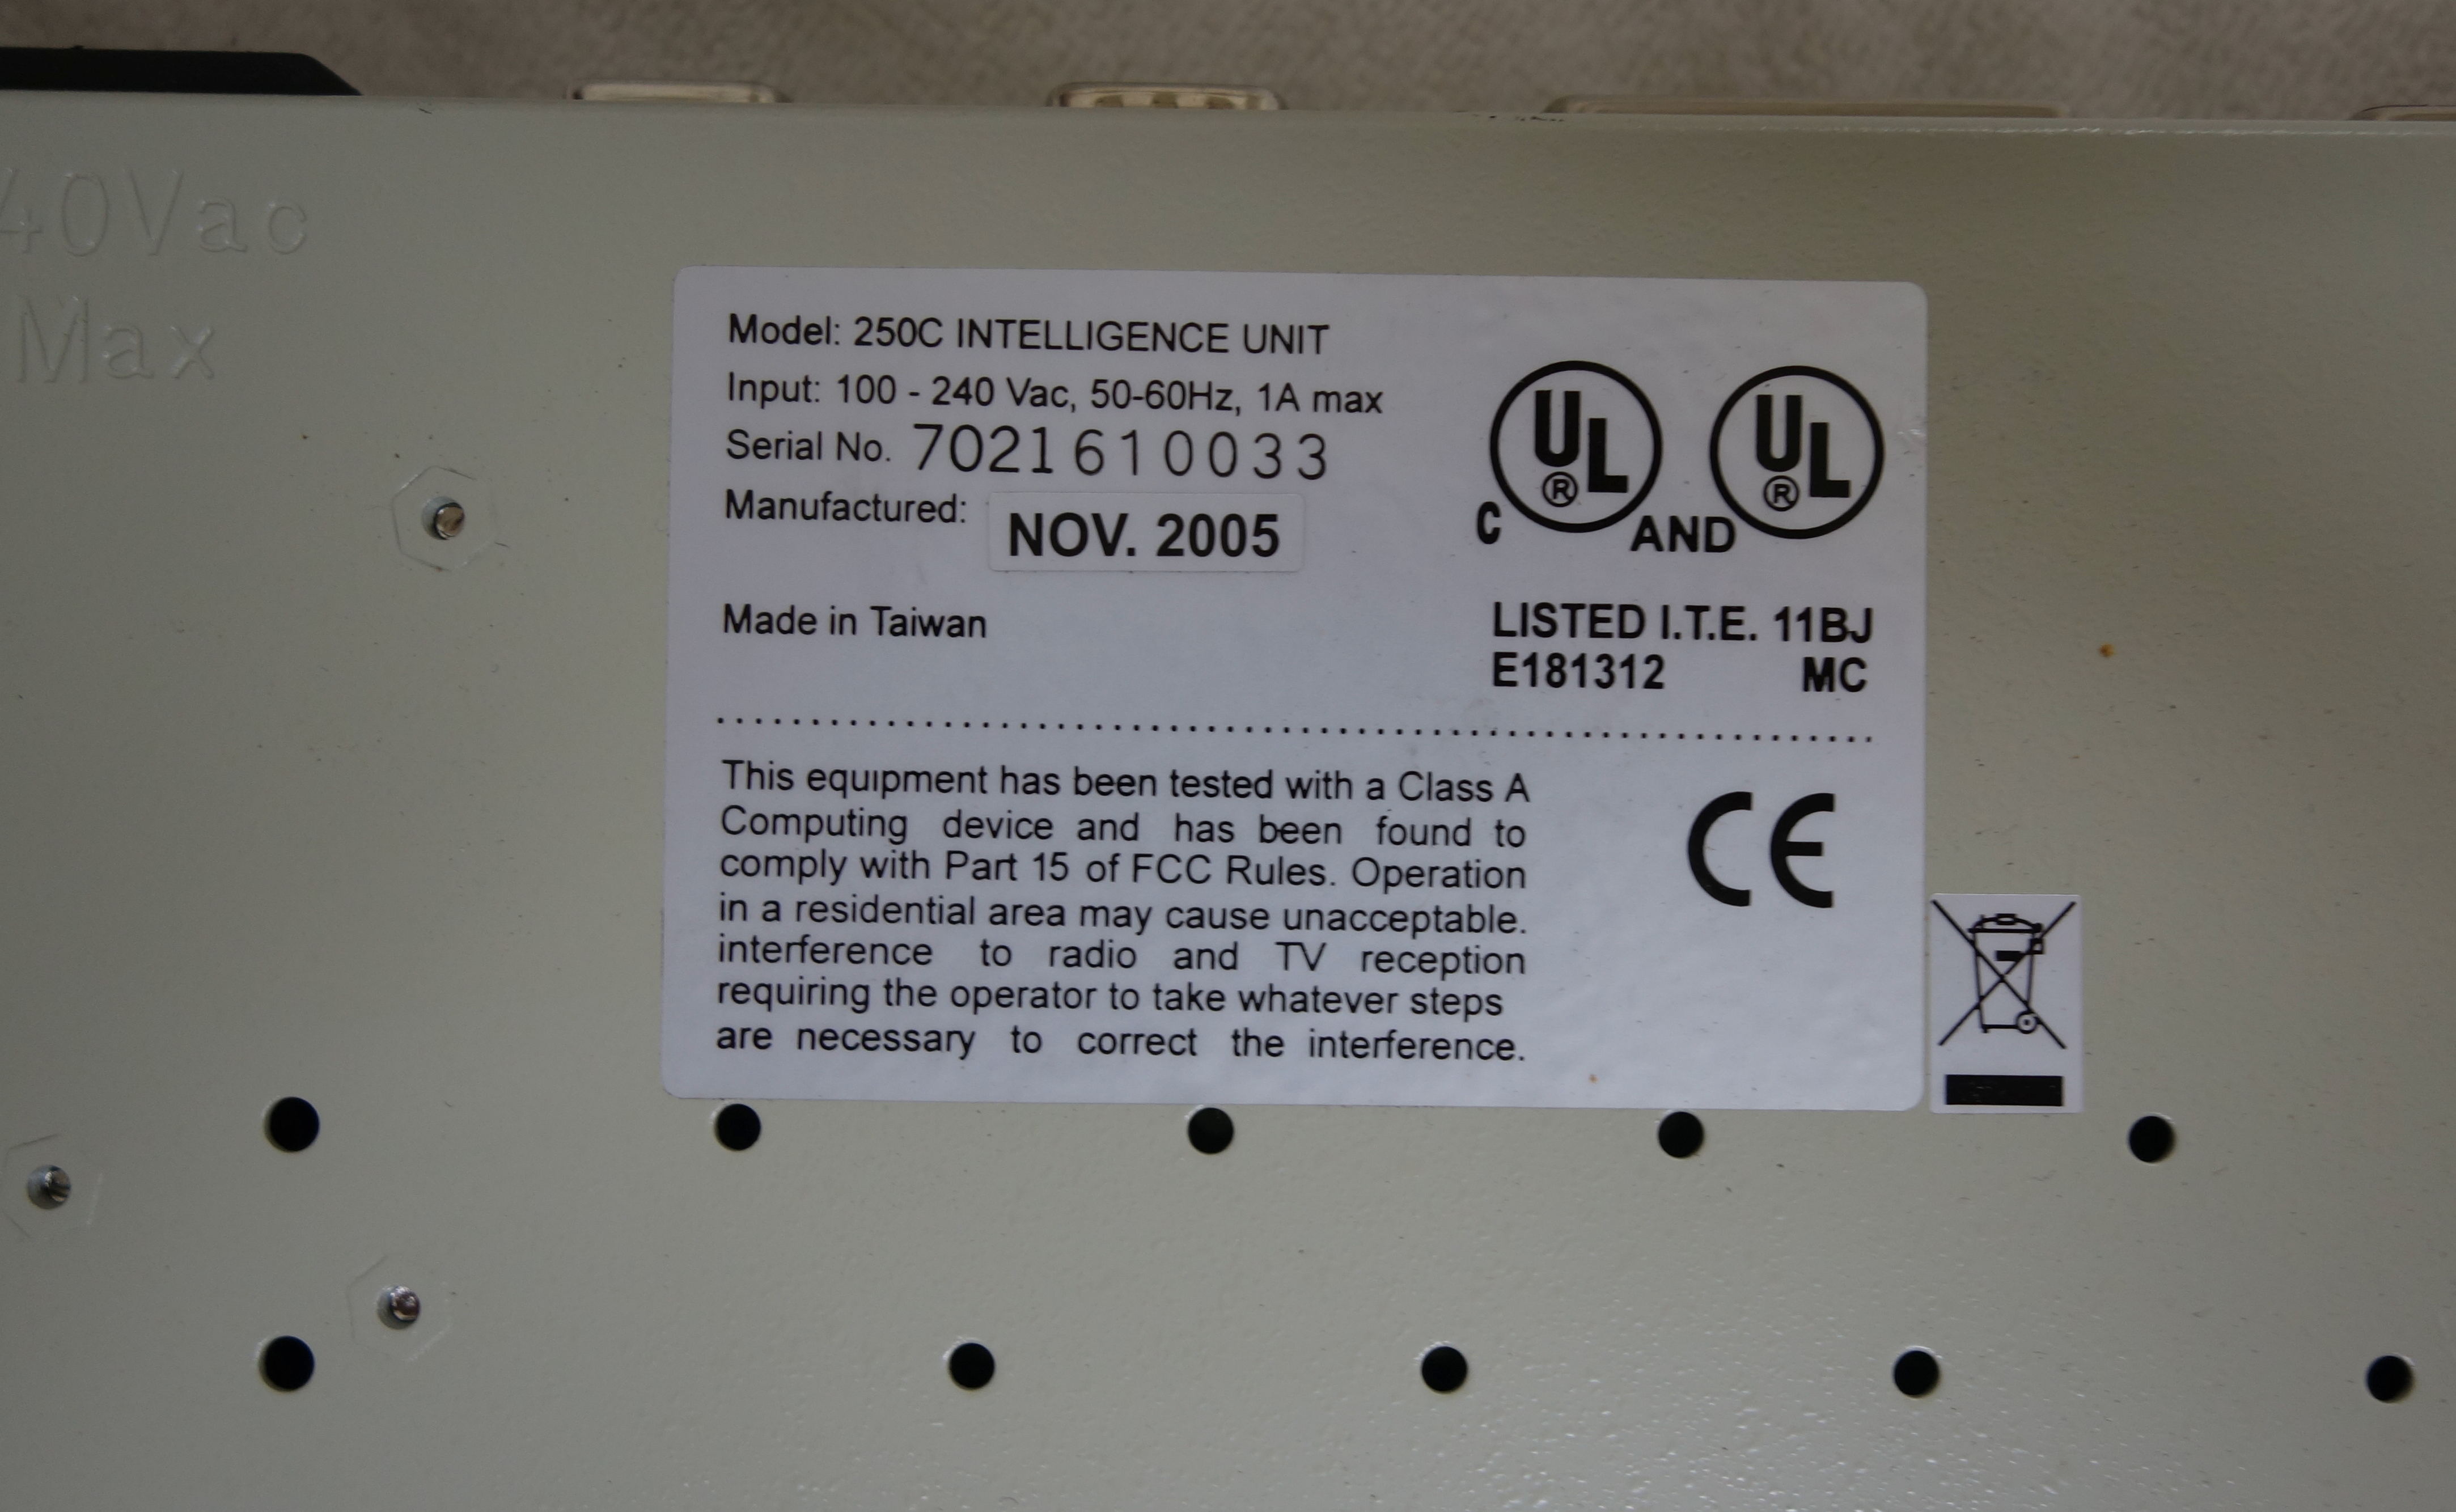 40Vac
Max
Model: 250C INTELLIGENCE UNIT
Input: 100 - 240 Vac, 50-60Hz, 1A max
Serial No. 7021610033
Manufactured: NOV. 2005
Made in Taiwan
UL® UL®
C AND
LISTED I.T.E. 11BJ
E181312 MC
This equipment has been tested with a Class A
Computing device and has been found to
comply with Part 15 of FCC Rules. Operation
in a residential area may cause unacceptable.
interference to radio and TV reception
requiring the operator to take whatever steps
are necessary to correct the interference.
CE